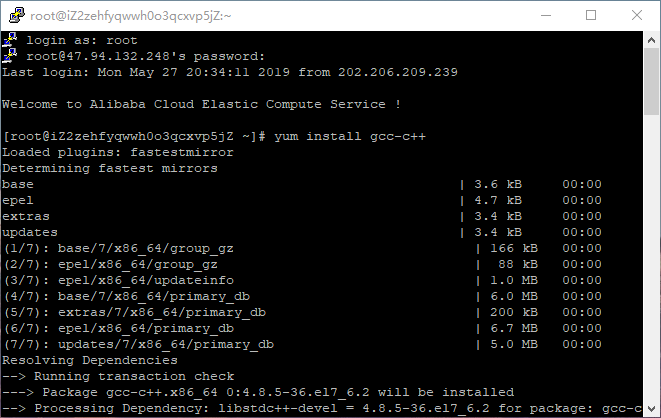 root@iZ2zehfyqwwh0o3qcxvp5jZ:~
login as: root
root@47.94.132.248's password:
Last login: Mon May 27 20:34:11 2019 from 202.206.209.239
Welcome to Alibaba Cloud Elastic Compute Service !
[root@iZ2zehfyqwwh0o3qcxvp5jZ ~]# yum install gcc-c++
Loaded plugins: fastestmirror
Determining fastest mirrors
base | 3.6 kB 00:00
epel | 4.7 kB 00:00
extras | 3.4 kB 00:00
updates | 3.4 kB 00:00
(1/7): base/7/x86_64/group_gz | 166 kB 00:00
(2/7): epel/x86_64/group_gz | 88 kB 00:00
(3/7): epel/x86_64/updateinfo | 1.0 MB 00:00
(4/7): base/7/x86_64/primary_db | 6.0 MB 00:00
(5/7): extras/7/x86_64/primary_db | 200 kB 00:00
(6/7): epel/x86_64/primary_db | 6.7 MB 00:00
(7/7): updates/7/x86_64/primary_db | 5.0 MB 00:00
Resolving Dependencies
--> Running transaction check
---> Package gcc-c++.x86_64 0:4.8.5-36.el7_6.2 will be installed
--> Processing Dependency: libstdc++-devel = 4.8.5-36.el7_6.2 for package: gcc-c